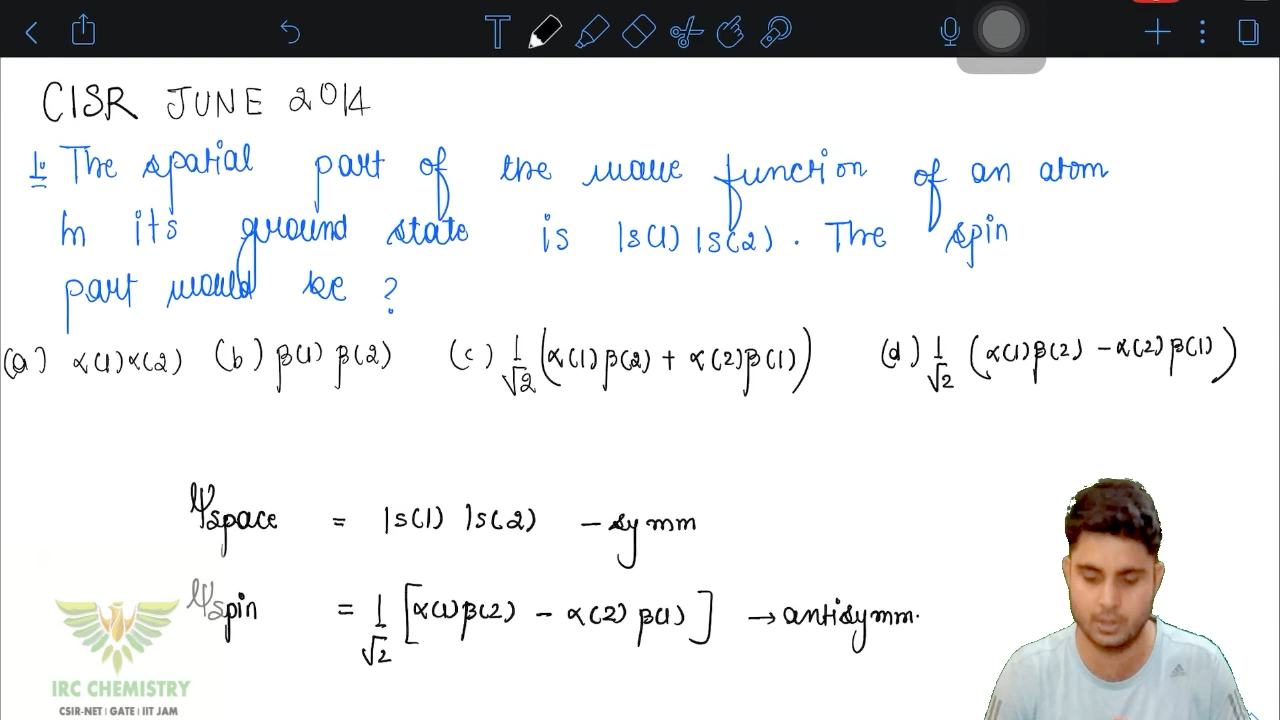 CISR JUNE 2014
1: The spatial part of the wave function of an atom
in its ground state is 1s(1) 1s(2). The spin
part would be ?
(a) α(1)α(2) (b) β(1) β(2) (c) 1/√2 (α(1)β(2) + α(2)β(1)) (d) 1/√2 (α(1)β(2) - α(2)β(1))
Ψspace = 1s(1) 1s(2) - symm
Ψspin = 1/√2 [α(1)β(2) - α(2) β(1)] → antisymm.
IRC CHEMISTRY
CSIR-NET | GATE | IIT JAM